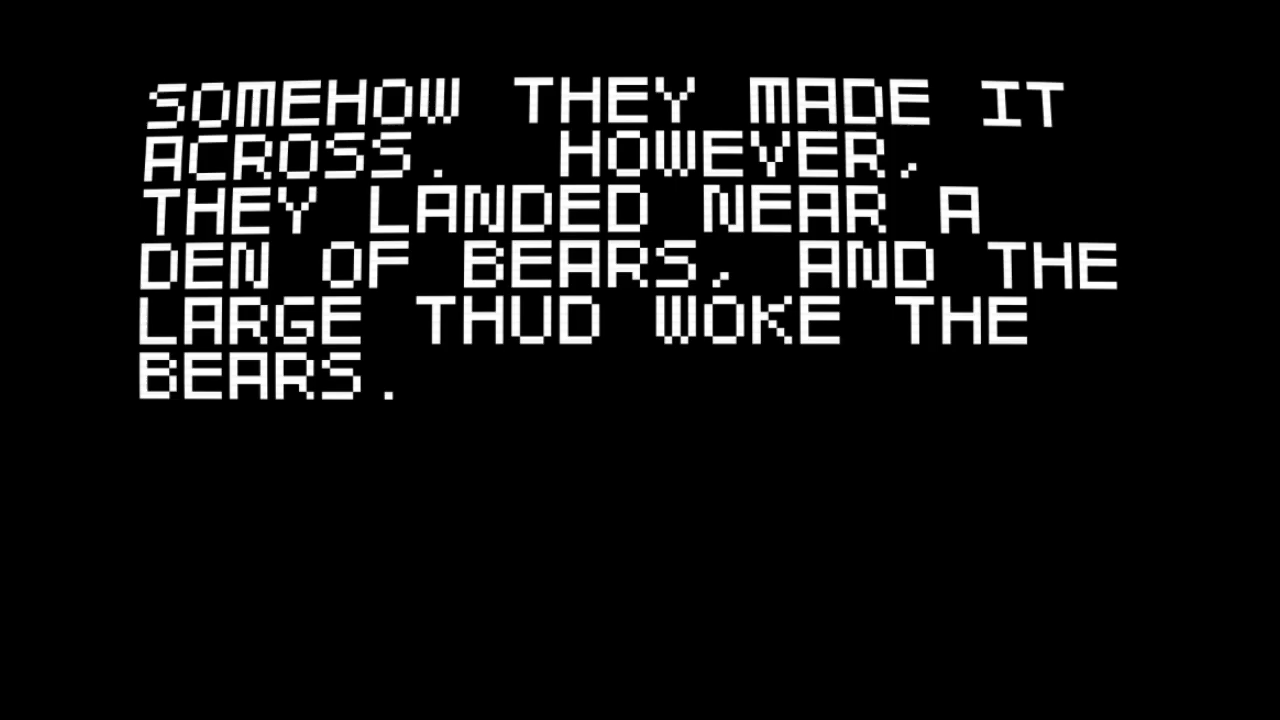 SOMEHOW THEY MADE IT
ACROSS.  HOWEVER,
THEY LANDED NEAR A
DEN OF BEARS, AND THE
LARGE THUD WOKE THE
BEARS.